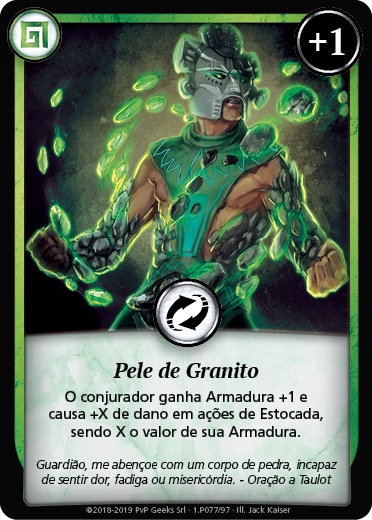 +1
Pele de Granito
O conjurador ganha Armadura +1 e
causa +X de dano em ações de Estocada,
sendo X o valor de sua Armadura.
Guardião, me abençoe com um corpo de pedra, incapaz
de sentir dor, fadiga ou misericórdia. - Oração a Taulot
©2018-2019 PvP Geeks Srl · 1.P077/97 · Ill. Jack Kaiser